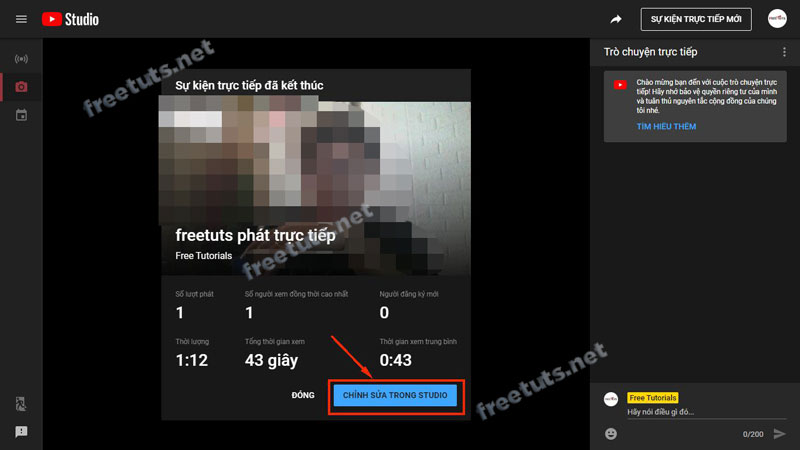 Studio
SỰ KIỆN TRỰC TIẾP MỚI
Sự kiện trực tiếp đã kết thúc
freetuts phát trực tiếp
Free Tutorials
Số lượt phát
Số người xem đồng thời cao nhất
Người đăng ký mới
1
1
0
Thời lượng
Tổng thời gian xem
Thời gian xem trung bình
1:12
43 giây
0:43
ĐÓNG
CHỈNH SỬA TRONG STUDIO
Trò chuyện trực tiếp
Chào mừng bạn đến với cuộc trò chuyện trực
tiếp! Hãy nhớ bảo vệ quyền riêng tư của mình
và tuân thủ nguyên tắc cộng đồng của chúng
tôi nhé.
TÌM HIỂU THÊM
Free Tutorials
Hãy nói điều gì đó...
0/200
freetuts.net
freetuts.net
freetuts.net